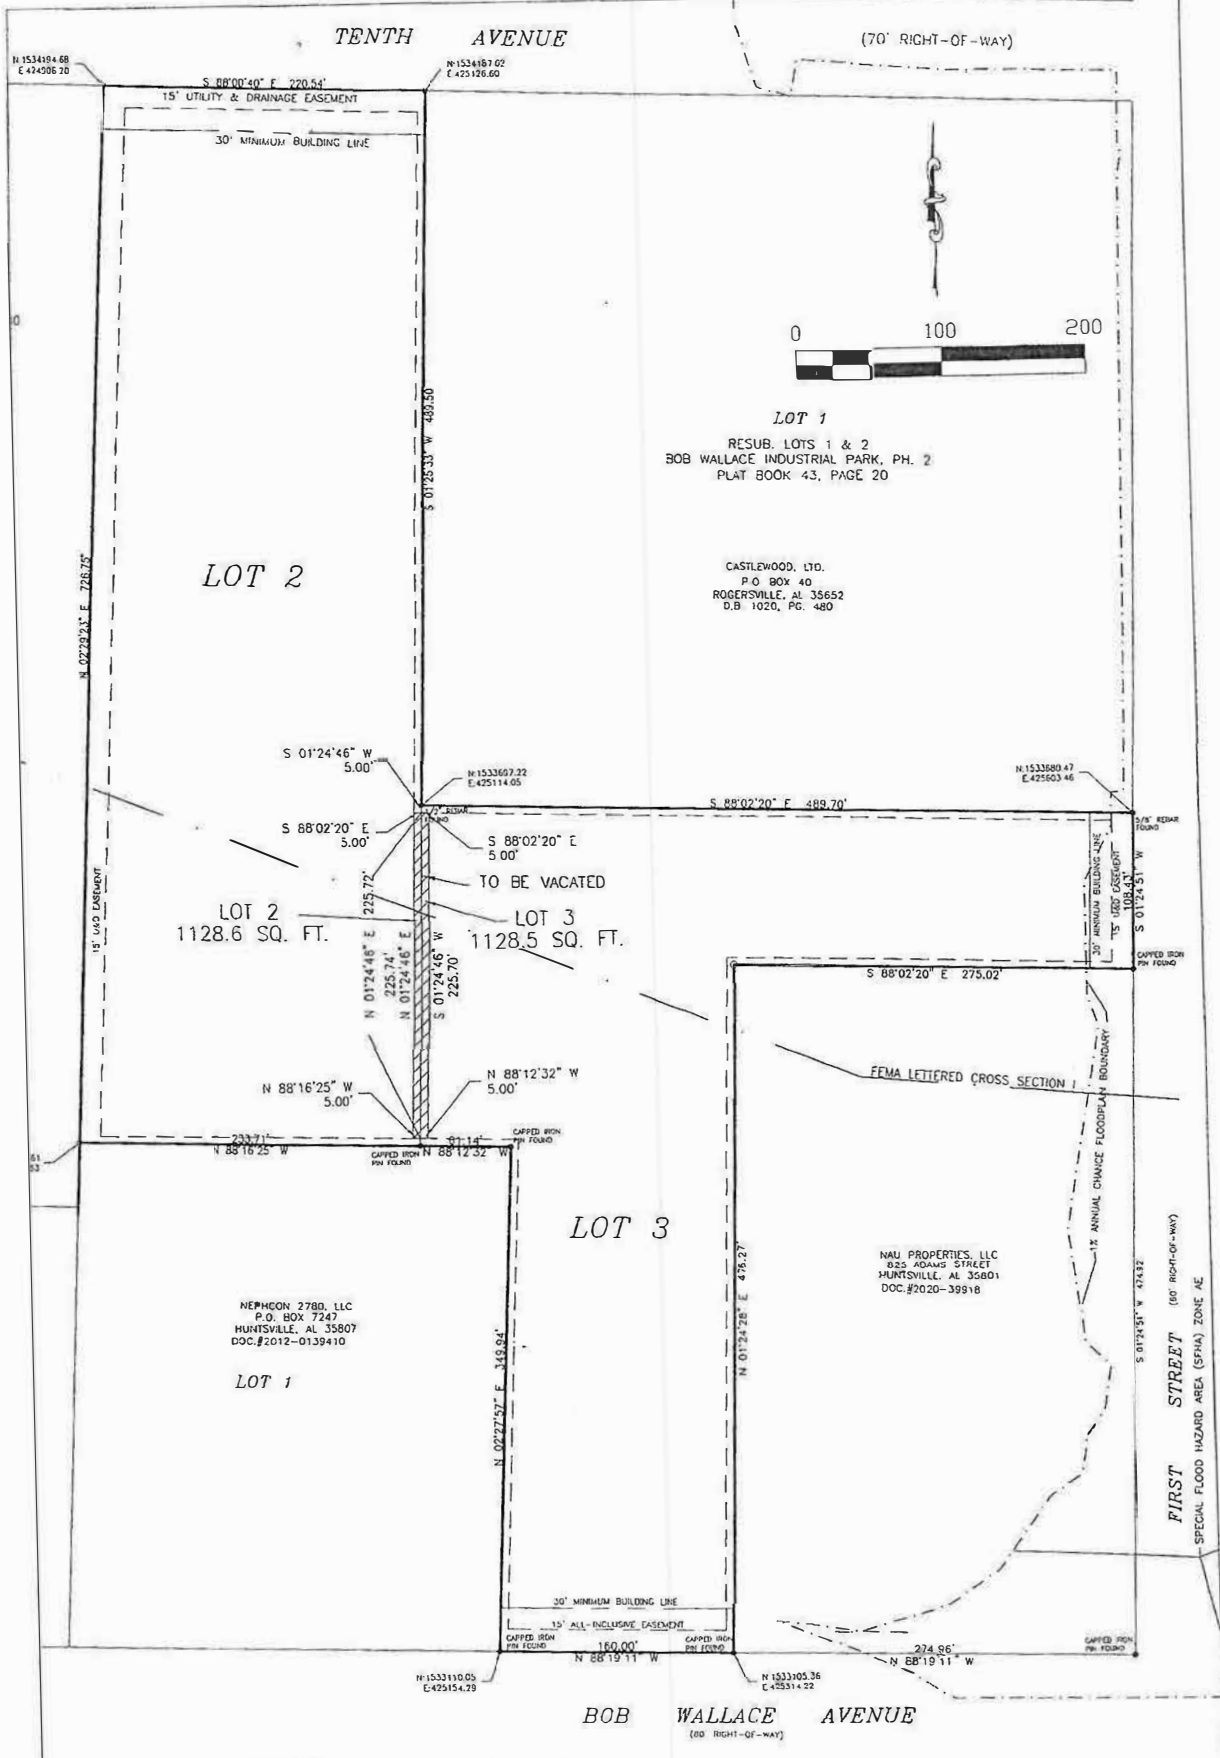 TENTH AVENUE
(70' RIGHT-OF-WAY)
N:1534194.68
E:424906.20
N:1534187.02
E:425126.60
S 88°00'40" E 220.54'
15' UTILITY & DRAINAGE EASEMENT
30' MINIMUM BUILDING LINE
0 100 200
LOT 1
RESUB. LOTS 1 & 2
BOB WALLACE INDUSTRIAL PARK, PH. 2
PLAT BOOK 43, PAGE 20
S 01°25'33" W 489.50
CASTLEWOOD, LTD.
P.O BOX 40
ROGERSVILLE, AL 35652
D.B 1020, PG. 480
LOT 2
N 02°29'23" E 726.75'
S 01°24'46" W
5.00'
N:1533697.22
E:425114.05
N:1533680.47
E:425603.46
S 88°02'20" E 489.70'
1/2" REBAR
FOUND
5/8" REBAR
FOUND
S 88°02'20" E
5.00'
S 88°02'20" E
5.00'
TO BE VACATED
LOT 2
1128.6 SQ. FT.
LOT 3
1128.5 SQ. FT.
N 01°24'46" E 225.72'
225.74'
N 01°24'46" E
S 01°24'46" W
225.70'
15' U&D EASEMENT
30' MINIMUM BUILDING LINE
15' U&D EASEMENT
108.43'
S 01°24'51" W
CAPPED IRON
PIN FOUND
S 88°02'20" E 275.02'
FEMA LETTERED CROSS SECTION I
1% ANNUAL CHANCE FLOODPLAN BOUNDARY
N 88°16'25" W
5.00'
N 88°12'32" W
5.00'
233.71'
N 88°16'25" W
CAPPED IRON
PIN FOUND
61.14'
N 88°12'32" W
CAPPED IRON
PIN FOUND
LOT 3
NEPHCON 2780, LLC
P.O. BOX 7247
HUNTSVILLE, AL 35807
DOC.#2012-0139410
LOT 1
N 02°27'57" E 349.94'
N 01°24'28" E 476.27'
NAU PROPERTIES, LLC
825 ADAMS STREET
HUNTSVILLE, AL 35801
DOC.#2020-39918
S 01°24'51" W 474.92
FIRST STREET (60' RIGHT-OF-WAY)
SPECIAL FLOOD HAZARD AREA (SFHA) ZONE AE
30' MINIMUM BUILDING LINE
15' ALL-INCLUSIVE EASEMENT
CAPPED IRON
PIN FOUND
160.00'
N 88°19'11" W
CAPPED IRON
PIN FOUND
274.96'
N 88°19'11" W
CAPPED IRON
PIN FOUND
N:1533110.05
E:425154.29
N:1533105.36
E:425314.22
BOB WALLACE AVENUE
(80' RIGHT-OF-WAY)